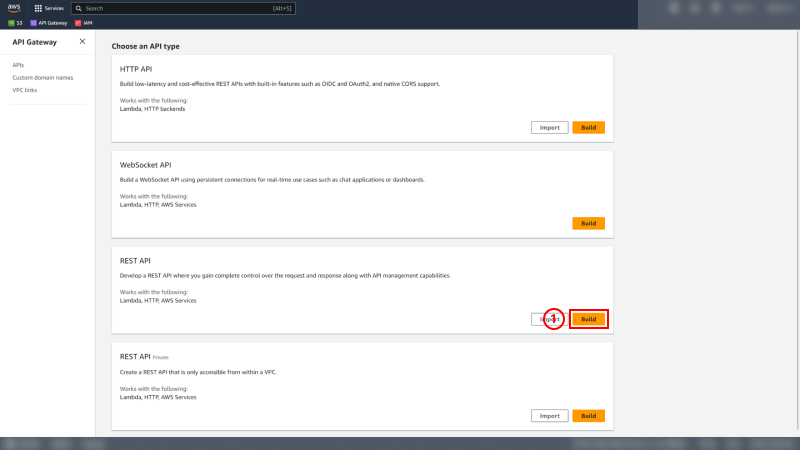 aws
Services
Search
[Alt+S]
S3
API Gateway
IAM
API Gateway
APIs
Custom domain names
VPC links
Choose an API type
HTTP API
Build low-latency and cost-effective REST APIs with built-in features such as OIDC and OAuth2, and native CORS support.
Works with the following:
Lambda, HTTP backends
Import
Build
WebSocket API
Build a WebSocket API using persistent connections for real-time use cases such as chat applications or dashboards.
Works with the following:
Lambda, HTTP, AWS Services
Build
REST API
Develop a REST API where you gain complete control over the request and response along with API management capabilities.
Works with the following:
Lambda, HTTP, AWS Services
Import
1
Build
REST API Private
Create a REST API that is only accessible from within a VPC.
Works with the following:
Lambda, HTTP, AWS Services
Import
Build